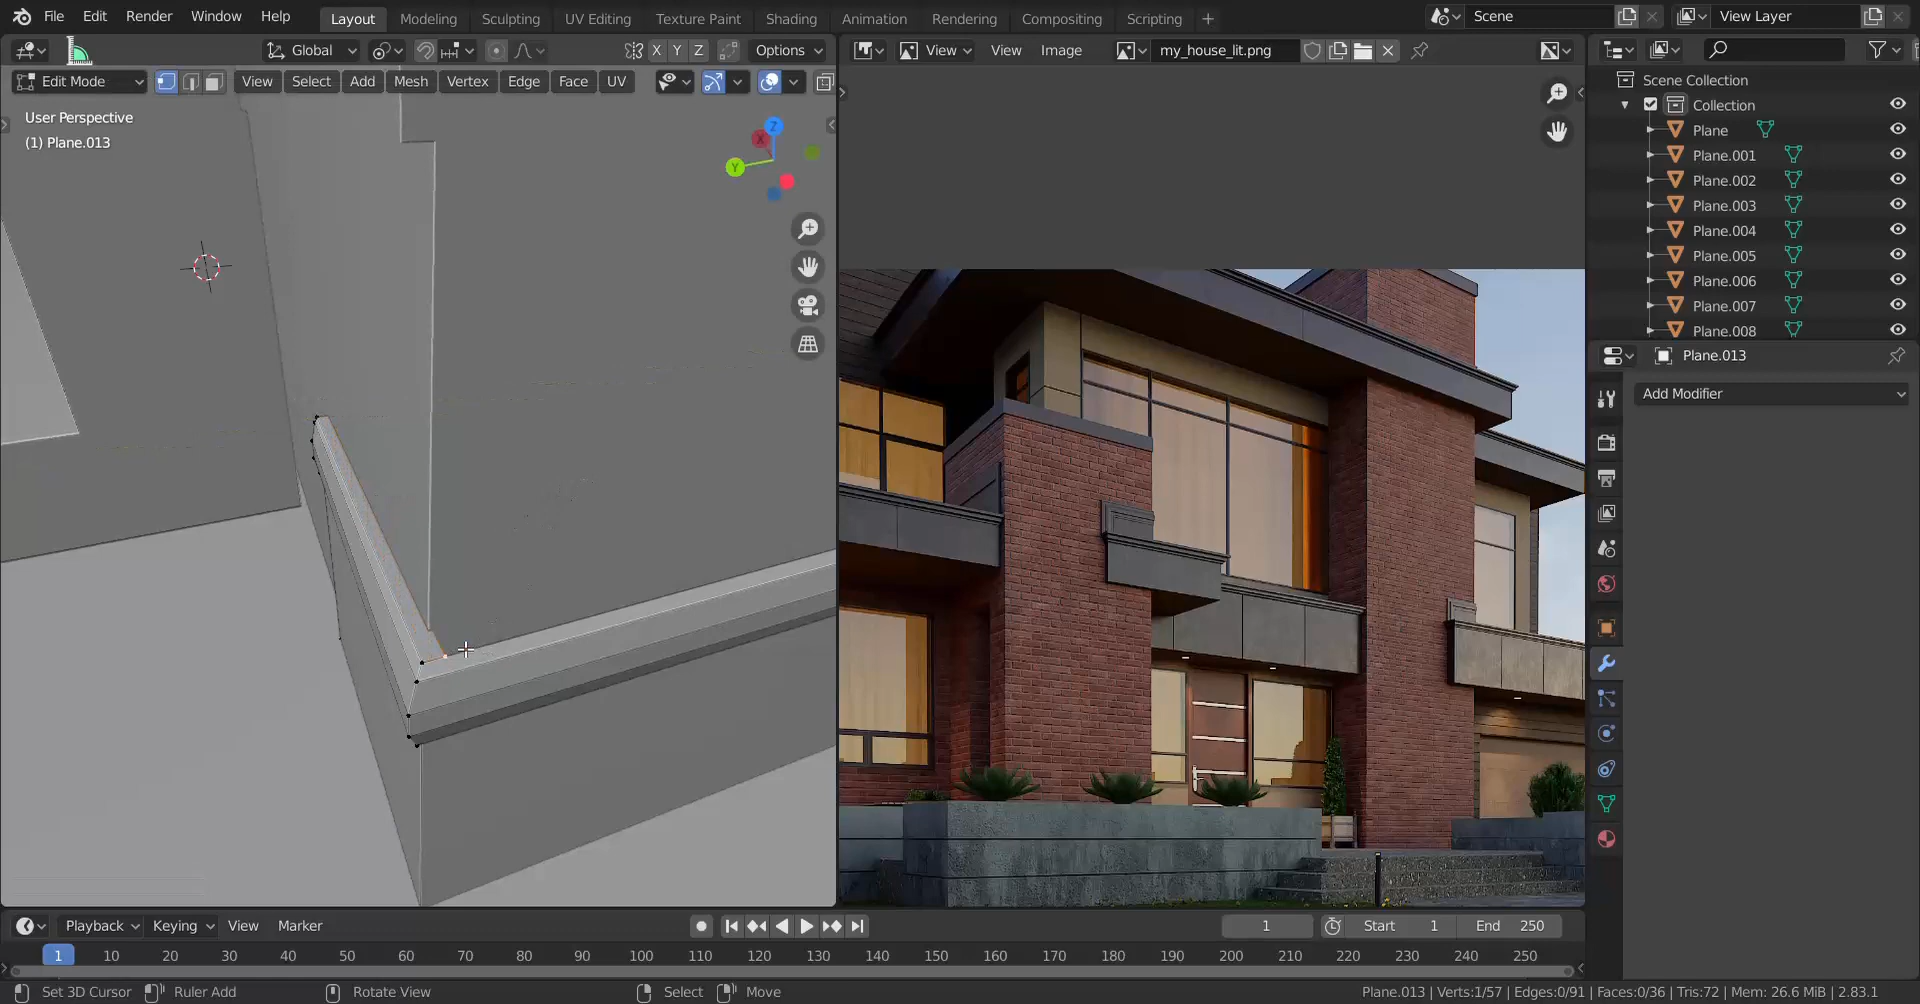 File Edit Render Window Help Layout Modeling Sculpting UV Editing Texture Paint Shading Animation Rendering Compositing Scripting + Scene View Layer
Global X Y Z Options View View Image my_house_lit.png
Edit Mode View Select Add Mesh Vertex Edge Face UV
User Perspective
(1) Plane.013
Z
X
Y
Scene Collection
Collection
Plane
Plane.001
Plane.002
Plane.003
Plane.004
Plane.005
Plane.006
Plane.007
Plane.008
Plane.013
Add Modifier
Playback Keying View Marker 1 Start 1 End 250
1 10 20 30 40 50 60 70 80 90 100 110 120 130 140 150 160 170 180 190 200 210 220 230 240 250
Set 3D Cursor Ruler Add Rotate View Select Move Plane.013 | Verts:1/57 | Edges:0/91 | Faces:0/36 | Tris:72 | Mem: 26.6 MiB | 2.83.1